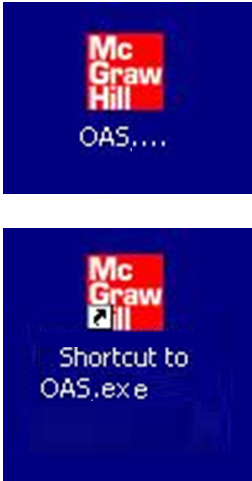 Mc
Graw
Hill
OAS....
Mc
Graw
Hill
Shortcut to
OAS.exe